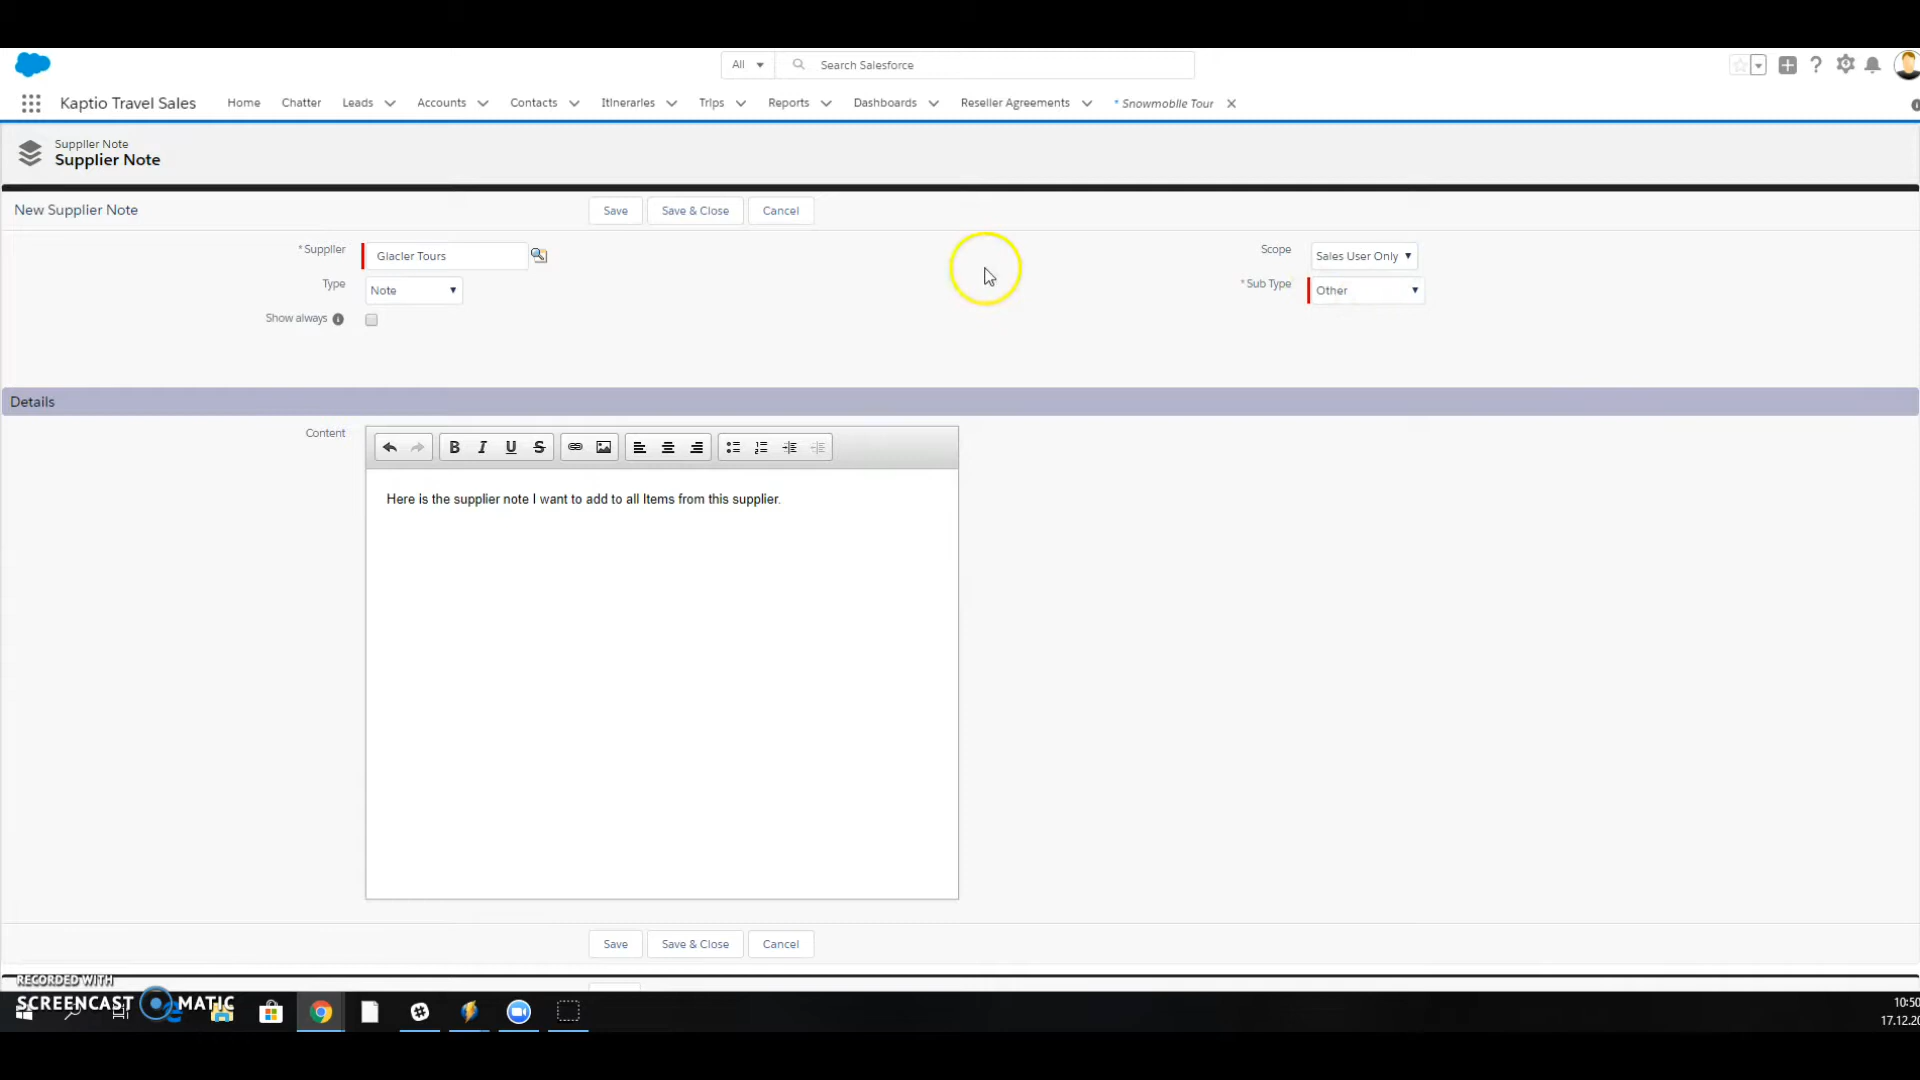 All
Search Salesforce
?
Kaptio Travel Sales Home Chatter Leads Accounts Contacts Itineraries Trips Reports Dashboards Reseller Agreements * Snowmobile Tour
Supplier Note
Supplier Note
New Supplier Note Save Save & Close Cancel
* Supplier Glacier Tours Scope Sales User Only
Type Note * Sub Type Other
Show always
Details
Content
B I U S
Here is the supplier note I want to add to all Items from this supplier.
Save Save & Close Cancel
RECORDED WITH
SCREENCAST MATIC
10:50
17.12.20